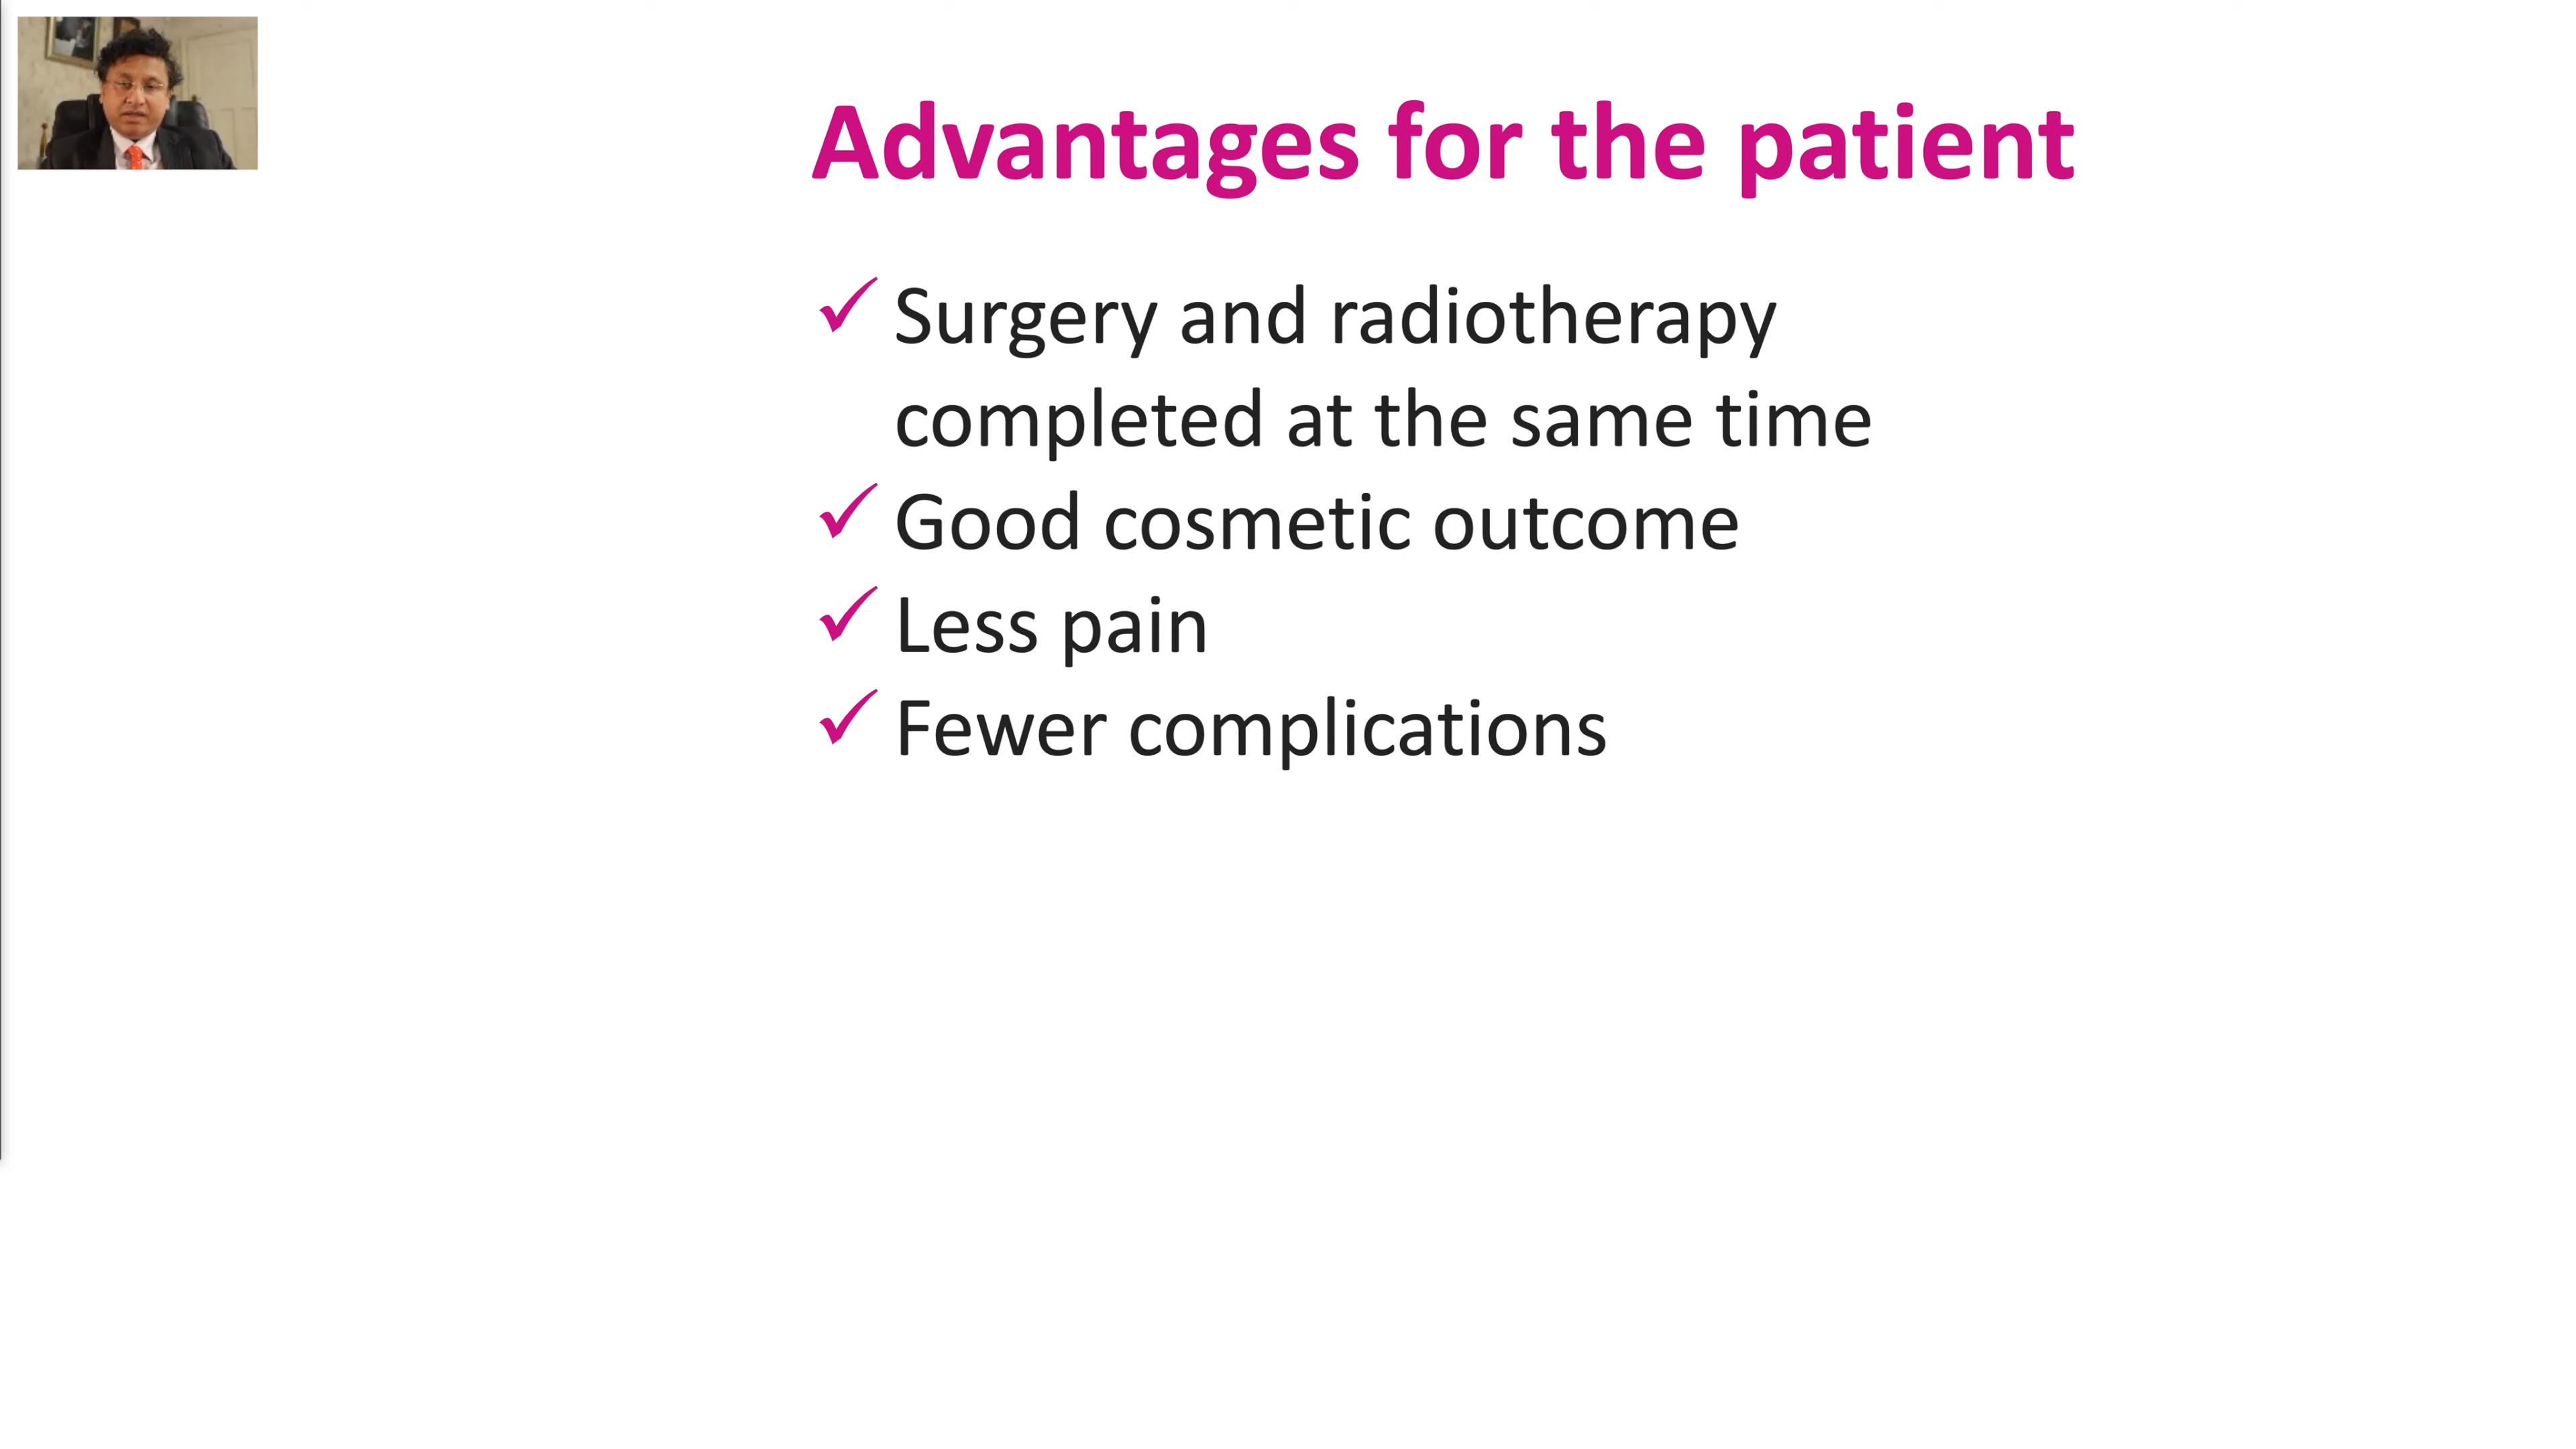 Advantages for the patient
Surgery and radiotherapy
completed at the same time
Good cosmetic outcome
Less pain
Fewer complications